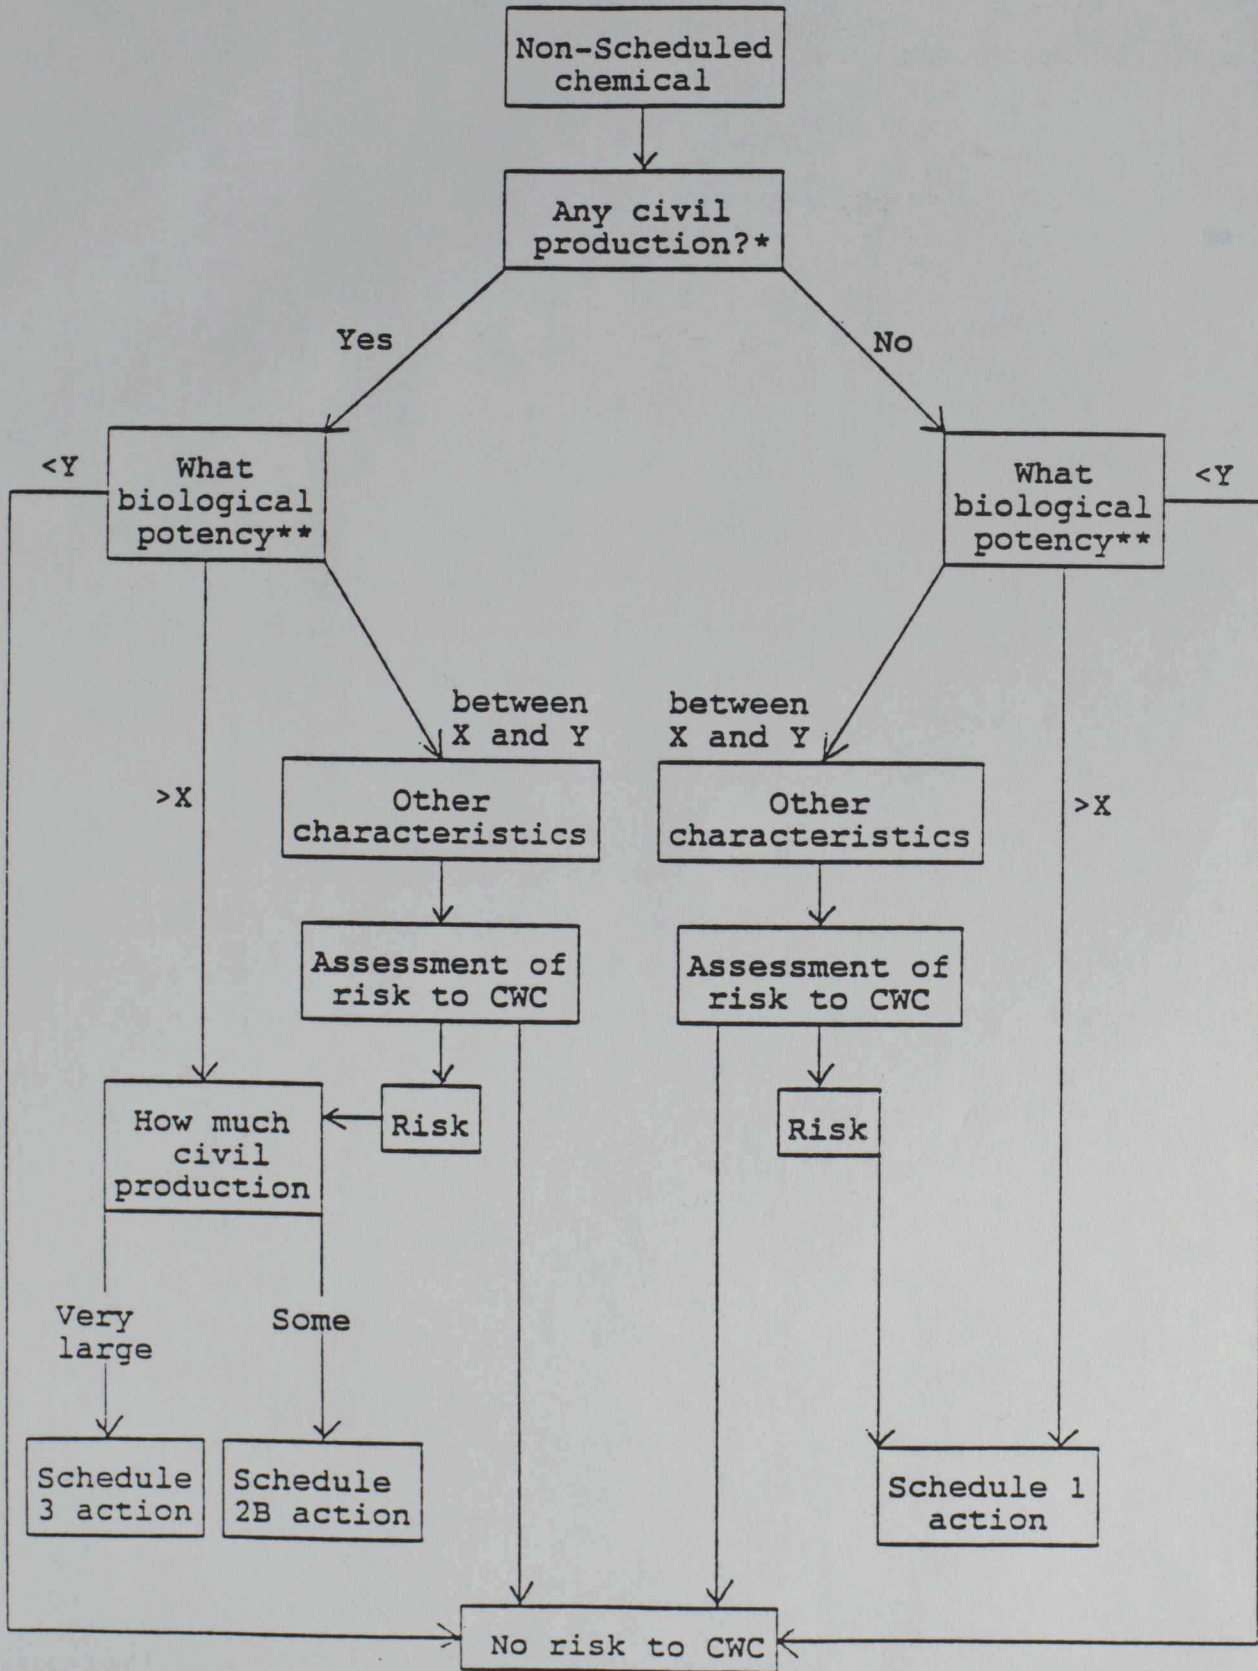 Non-Scheduled
chemical
Any civil
production?*
Yes
No
<Y
What
biological
potency**
What
biological
potency**
<Y
between
X and Y
between
X and Y
>X
Other
characteristics
Other
characteristics
>X
Assessment of
risk to CWC
Assessment of
risk to CWC
How much
civil
production
Risk
Risk
Very
large
Some
Schedule
3 action
Schedule
2B action
Schedule 1
action
No risk to CWC